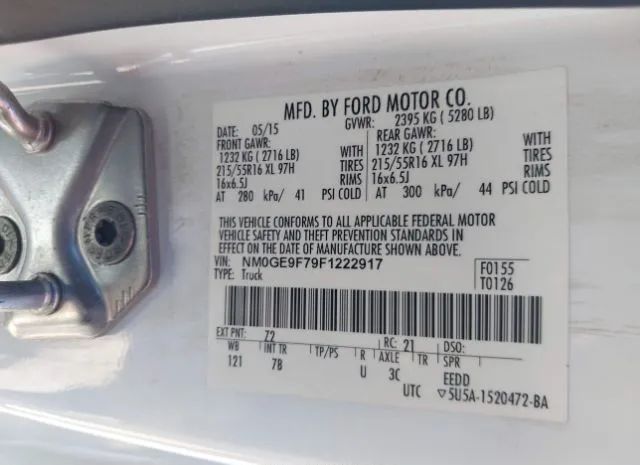 MFD. BY FORD MOTOR CO.
DATE: 05/15 GVWR: 2395 KG ( 5280 LB)
FRONT GAWR: REAR GAWR:
1232 KG ( 2716 LB) WITH 1232 KG ( 2716 LB) WITH
215/55R16 XL 97H TIRES 215/55R16 XL 97H TIRES
16x6.5J RIMS 16x6.5J RIMS
AT 280 kPa/ 41 PSI COLD AT 300 kPa/ 44 PSI COLD
THIS VEHICLE CONFORMS TO ALL APPLICABLE FEDERAL MOTOR
VEHICLE SAFETY AND THEFT PREVENTION STANDARDS IN
EFFECT ON THE DATE OF MANUFACTURE SHOWN ABOVE.
VIN: NM0GE9F79F1222917 F0155
TYPE: Truck T0126
EXT PNT: Z2 RC: 21 DSO:
WB INT TR TP/PS R AXLE TR SPR
121 7B U 3C EEDD
UTC ▽5U5A-1520472-BA